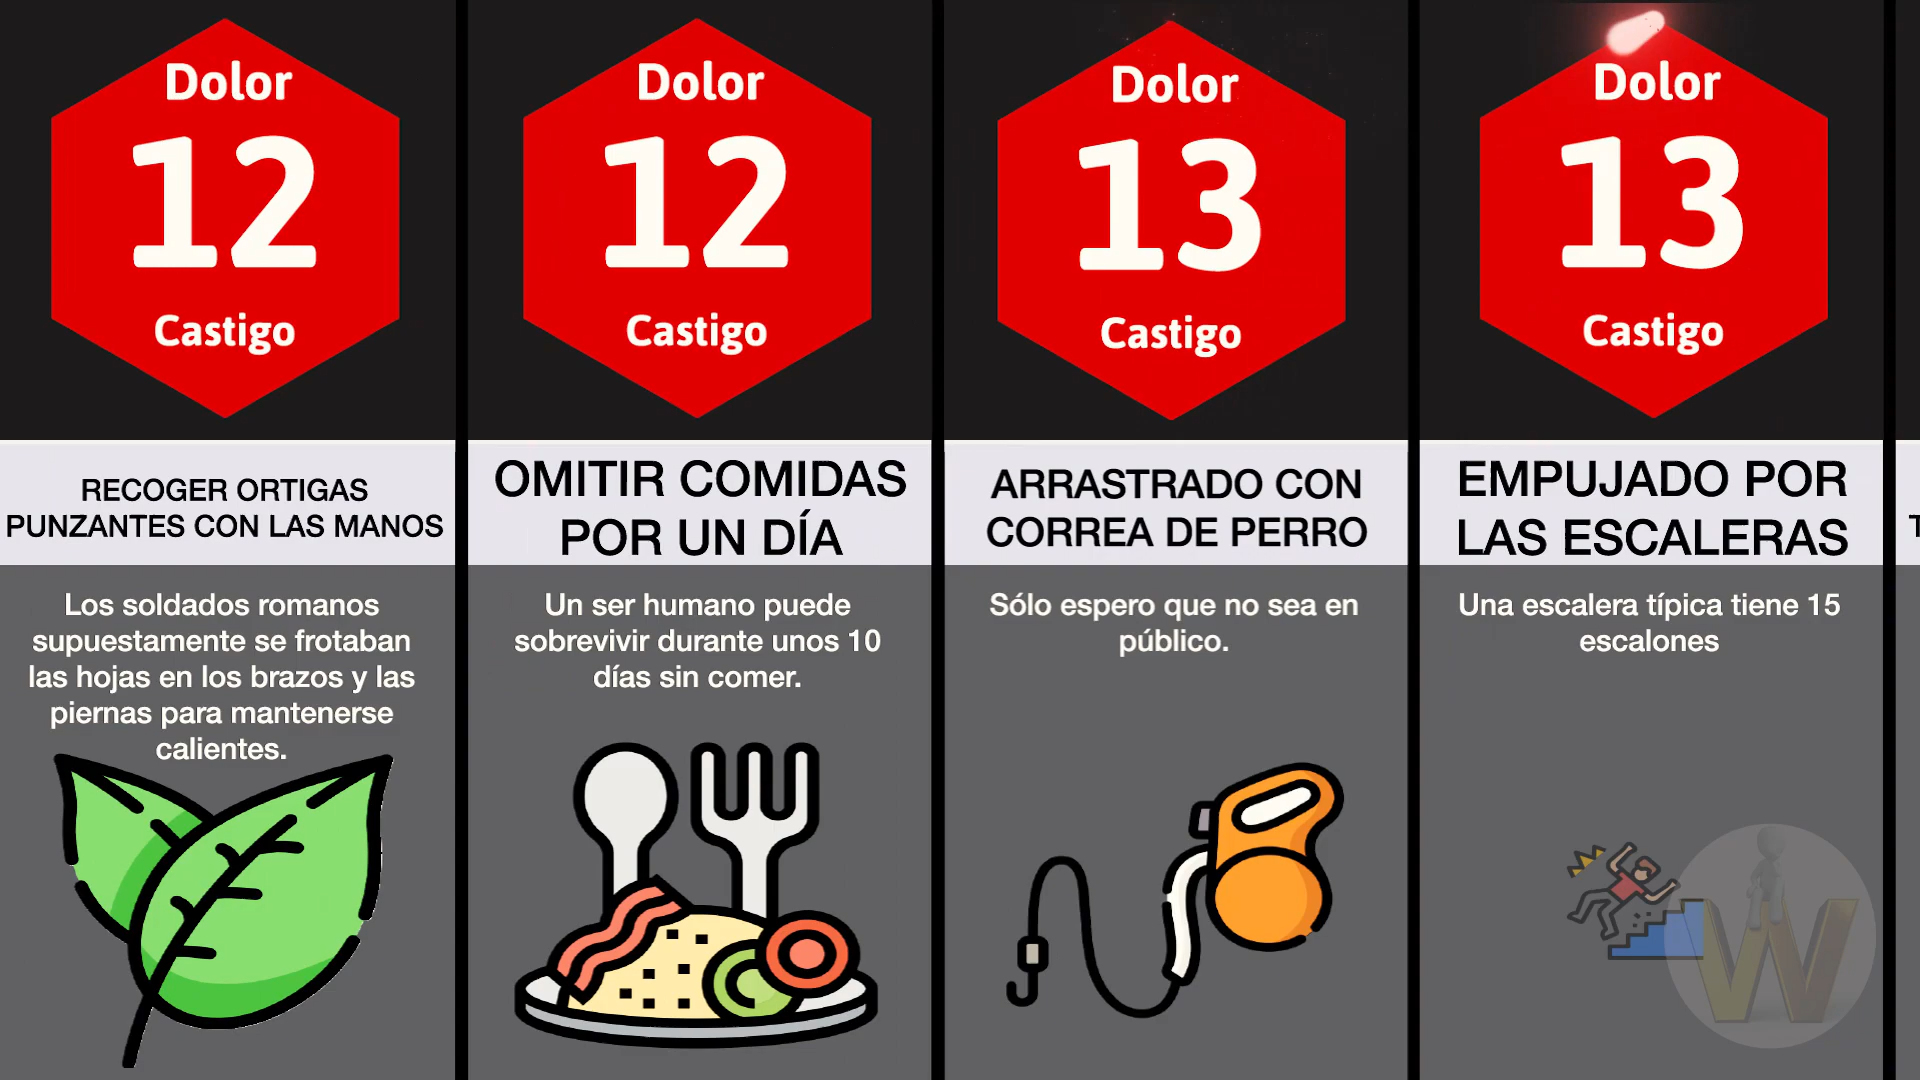 Dolor
12
Castigo
RECOGER ORTIGAS
PUNZANTES CON LAS MANOS
Los soldados romanos
supuestamente se frotaban
las hojas en los brazos y las
piernas para mantenerse
calientes.
Dolor
12
Castigo
OMITIR COMIDAS
POR UN DÍA
Un ser humano puede
sobrevivir durante unos 10
días sin comer.
Dolor
13
Castigo
ARRASTRADO CON
CORREA DE PERRO
Sólo espero que no sea en
público.
Dolor
13
Castigo
EMPUJADO POR
LAS ESCALERAS
Una escalera típica tiene 15
escalones
W